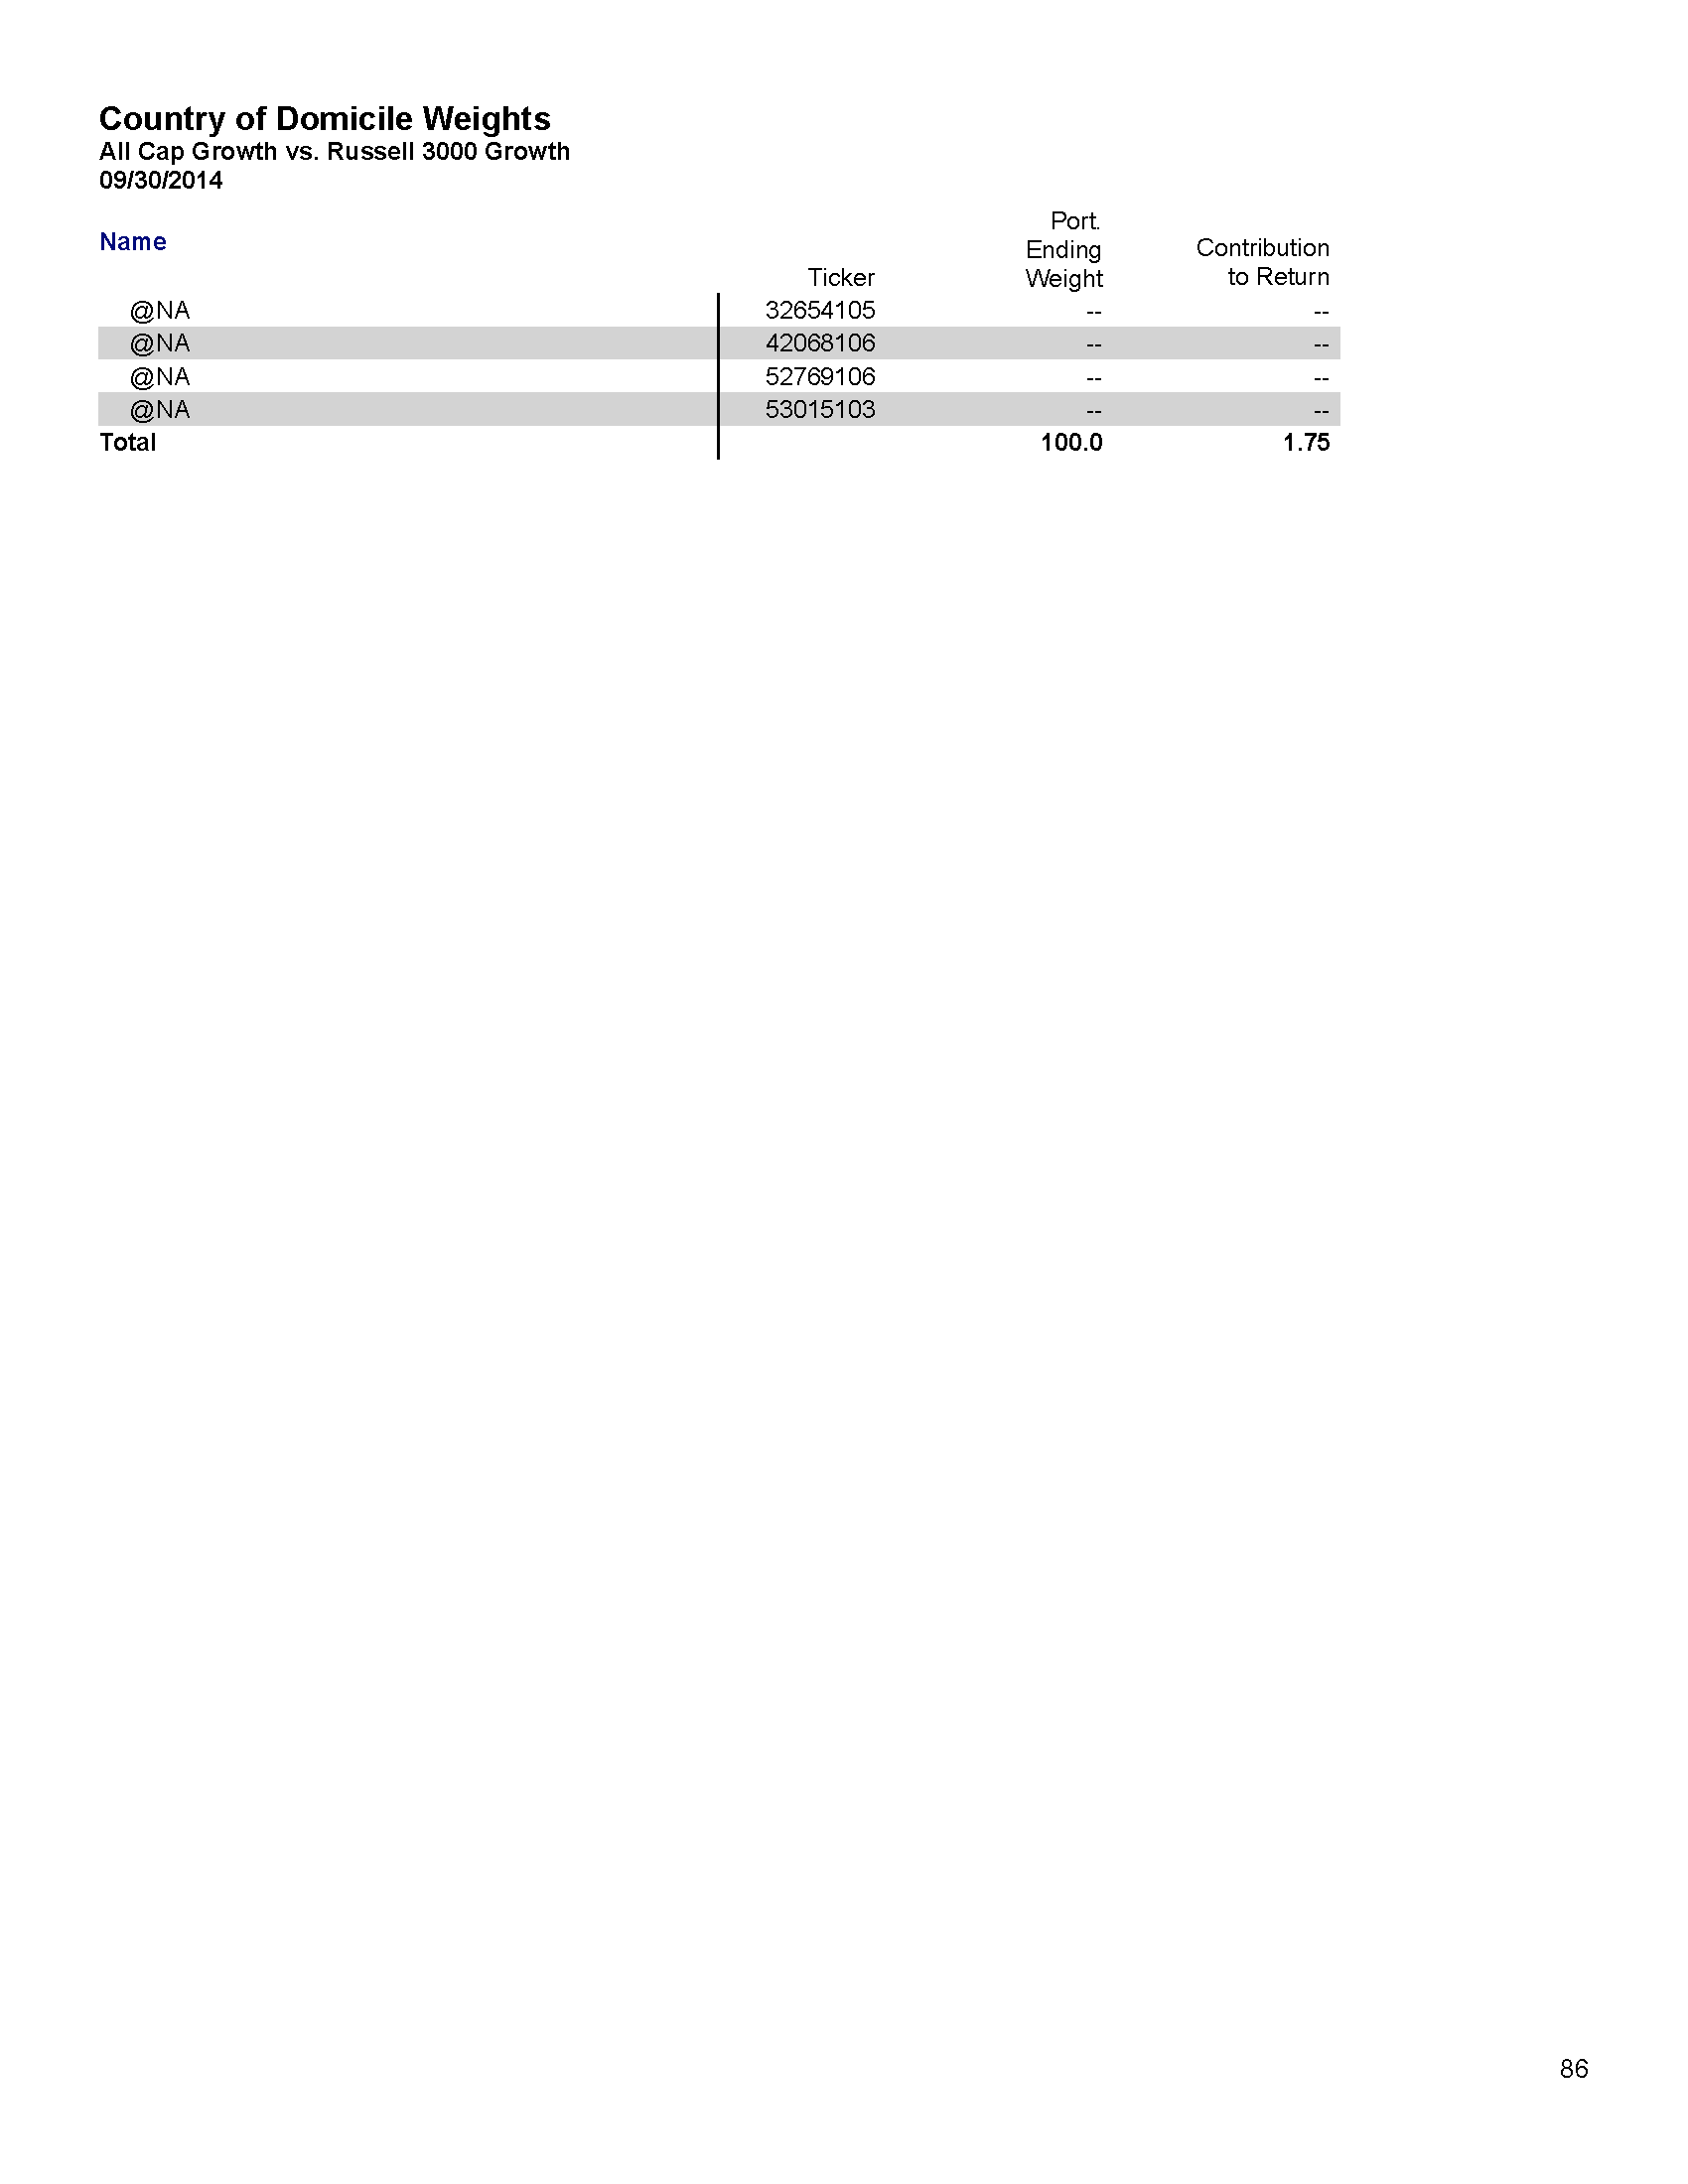 Country of Domicile Weights
All Cap Growth vs. Russell 3000 Growth
09/30/2014
Name Ticker Port. Ending Weight Contribution to Return
@NA 32654105 -- --
@NA 42068106 -- --
@NA 52769106 -- --
@NA 53015103 -- --
Total 100.0 1.75
86